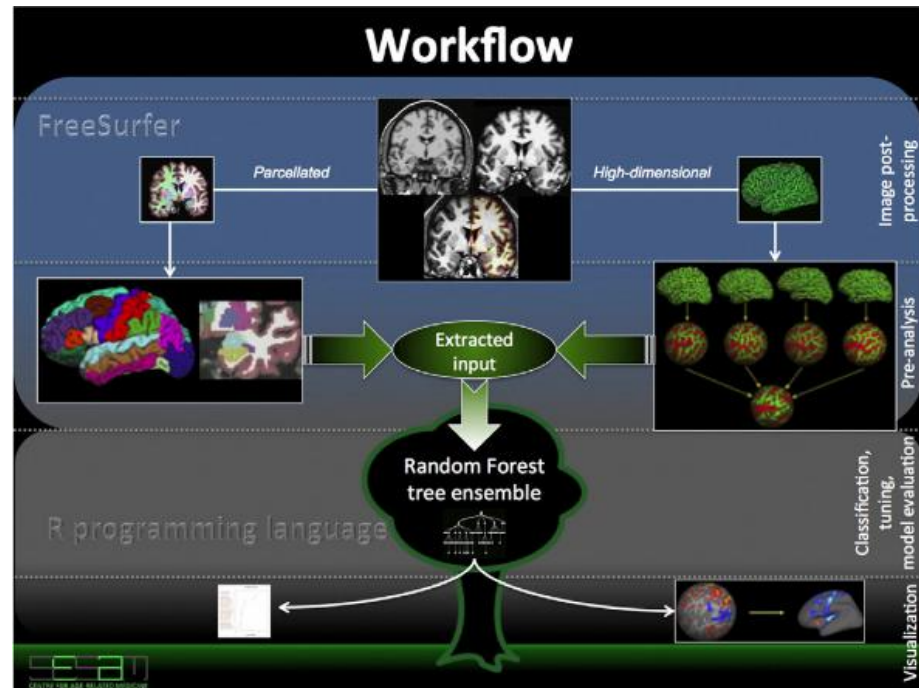 Workflow
FreeSurfer
Parcellated
High-dimensional
Image post-
processing
Extracted
input
Pre-analysis
Random Forest
tree ensemble
R programming language
Classification,
tuning,
model evaluation
Visualization
SESAM
CENTRE FOR AGE-RELATED MEDICINE